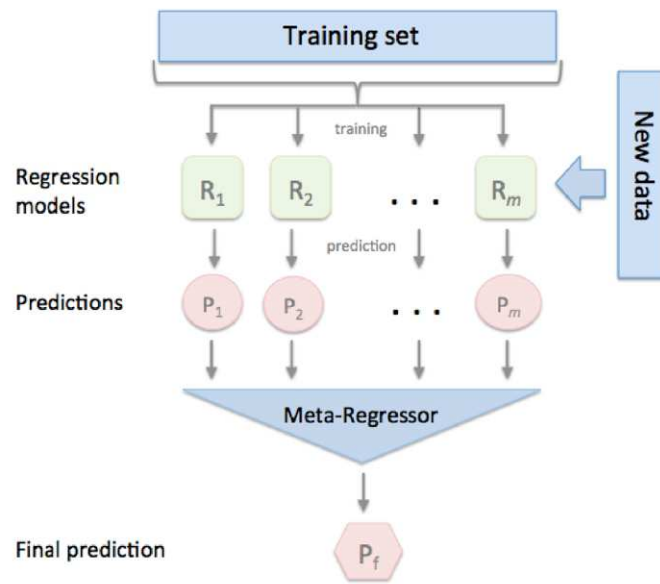 Training set
training
New data
Regression
models
R1 R2 . . . Rm
prediction
Predictions
P1 P2 . . . Pm
Meta-Regressor
Final prediction
Pf